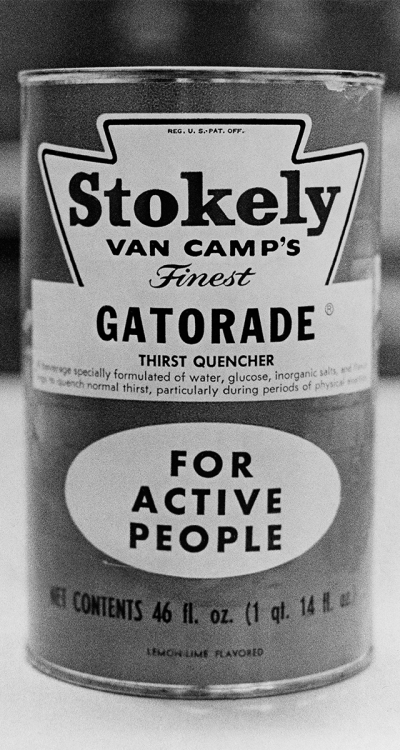 REG. U. S. PAT. OFF.
Stokely
VAN CAMP'S
Finest
GATORADE ®
THIRST QUENCHER
beverage specially formulated of water, glucose, inorganic salts, and
to quench normal thirst, particularly during periods of physical
FOR
ACTIVE
PEOPLE
NET CONTENTS 46 fl. oz. (1 qt. 14 fl. oz.)
LEMON-LIME FLAVORED